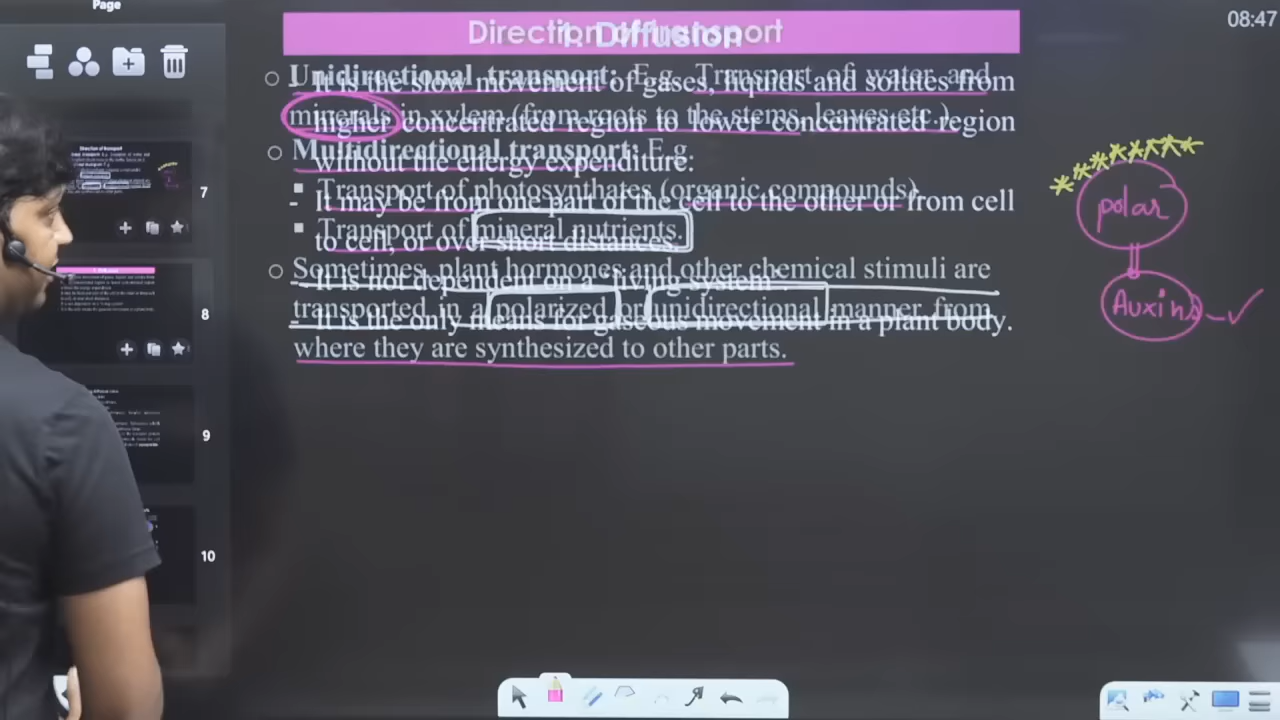 Page
08:47
Direction of transport
1. Diffusion
○ Unidirectional transport: E.g. Transport of water and
minerals in xylem (from roots to the stems, leaves etc.)
○ Multidirectional transport: E.g.
▪ Transport of photosynthates (organic compounds).
▪ Transport of mineral nutrients.
○ Sometimes, plant hormones and other chemical stimuli are
transported in a polarized or unidirectional manner from
where they are synthesized to other parts.
- It is the slow movement of gases, liquids and solutes from
higher concentrated region to lower concentrated region
without the energy expenditure.
- It may be from one part of the cell to the other or from cell
to cell, or over short distances.
- It is not dependent on a "living system"
- It is the only means for gaseous movement in a plant body.
polar
Auxins
7
8
9
10